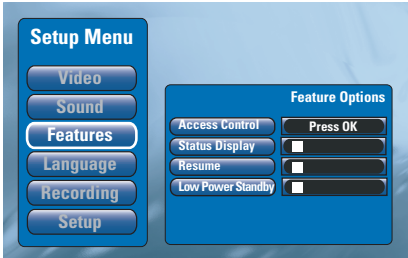 Setup Menu
Video
Sound
Features
Language
Recording
Setup
Feature Options
Access Control Press OK
Status Display
Resume
Low Power Standby